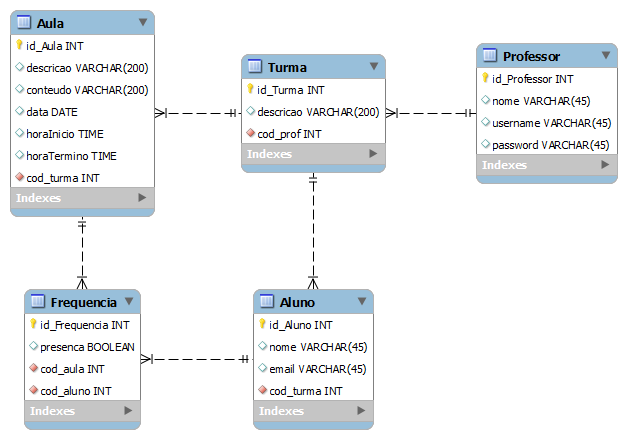 Aula
id_Aula INT
descricao VARCHAR(200)
conteudo VARCHAR(200)
data DATE
horaInicio TIME
horaTermino TIME
cod_turma INT
Indexes
Turma
id_Turma INT
descricao VARCHAR(200)
cod_prof INT
Indexes
Professor
id_Professor INT
nome VARCHAR(45)
username VARCHAR(45)
password VARCHAR(45)
Indexes
Frequencia
id_Frequencia INT
presenca BOOLEAN
cod_aula INT
cod_aluno INT
Indexes
Aluno
id_Aluno INT
nome VARCHAR(45)
email VARCHAR(45)
cod_turma INT
Indexes